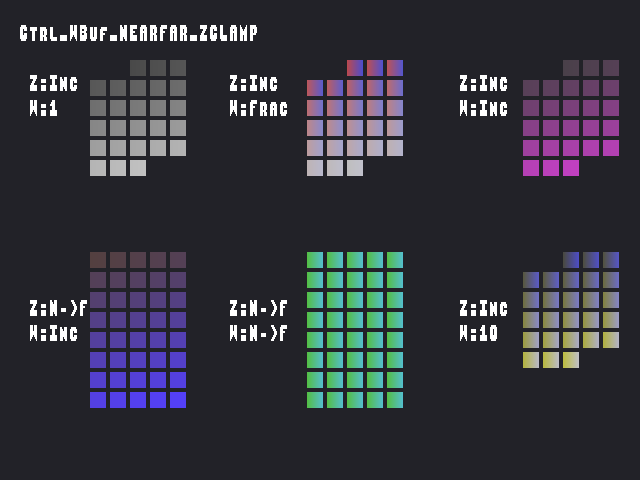 Ctrl_WBuf_NEARFAR_ZCLAMP
Z:Inc
W:1
Z:Inc
W:Frac
Z:Inc
W:Inc
Z:N->f
W:Inc
Z:N->f
W:N->f
Z:Inc
W:10